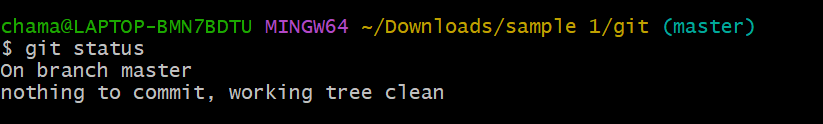 chama@LAPTOP-BMN7BDTU MINGW64 ~/Downloads/sample 1/git (master)
$ git status
On branch master
nothing to commit, working tree clean